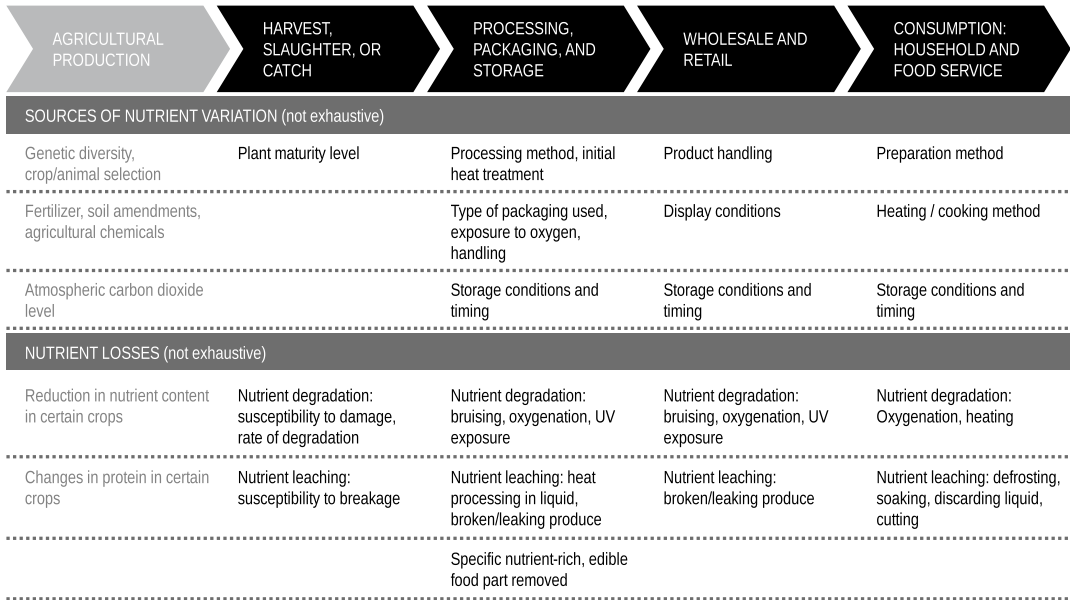 AGRICULTURAL
PRODUCTION
HARVEST,
SLAUGHTER, OR
CATCH
PROCESSING,
PACKAGING, AND
STORAGE
WHOLESALE AND
RETAIL
CONSUMPTION:
HOUSEHOLD AND
FOOD SERVICE
SOURCES OF NUTRIENT VARIATION (not exhaustive)
Genetic diversity,
crop/animal selection
Plant maturity level
Processing method, initial
heat treatment
Product handling
Preparation method
Fertilizer, soil amendments,
agricultural chemicals
Type of packaging used,
exposure to oxygen,
handling
Display conditions
Heating / cooking method
Atmospheric carbon dioxide
level
Storage conditions and
timing
Storage conditions and
timing
Storage conditions and
timing
NUTRIENT LOSSES (not exhaustive)
Reduction in nutrient content
in certain crops
Nutrient degradation:
susceptibility to damage,
rate of degradation
Nutrient degradation:
bruising, oxygenation, UV
exposure
Nutrient degradation:
bruising, oxygenation, UV
exposure
Nutrient degradation:
Oxygenation, heating
Changes in protein in certain
crops
Nutrient leaching:
susceptibility to breakage
Nutrient leaching: heat
processing in liquid,
broken/leaking produce
Nutrient leaching:
broken/leaking produce
Nutrient leaching: defrosting,
soaking, discarding liquid,
cutting
Specific nutrient-rich, edible
food part removed